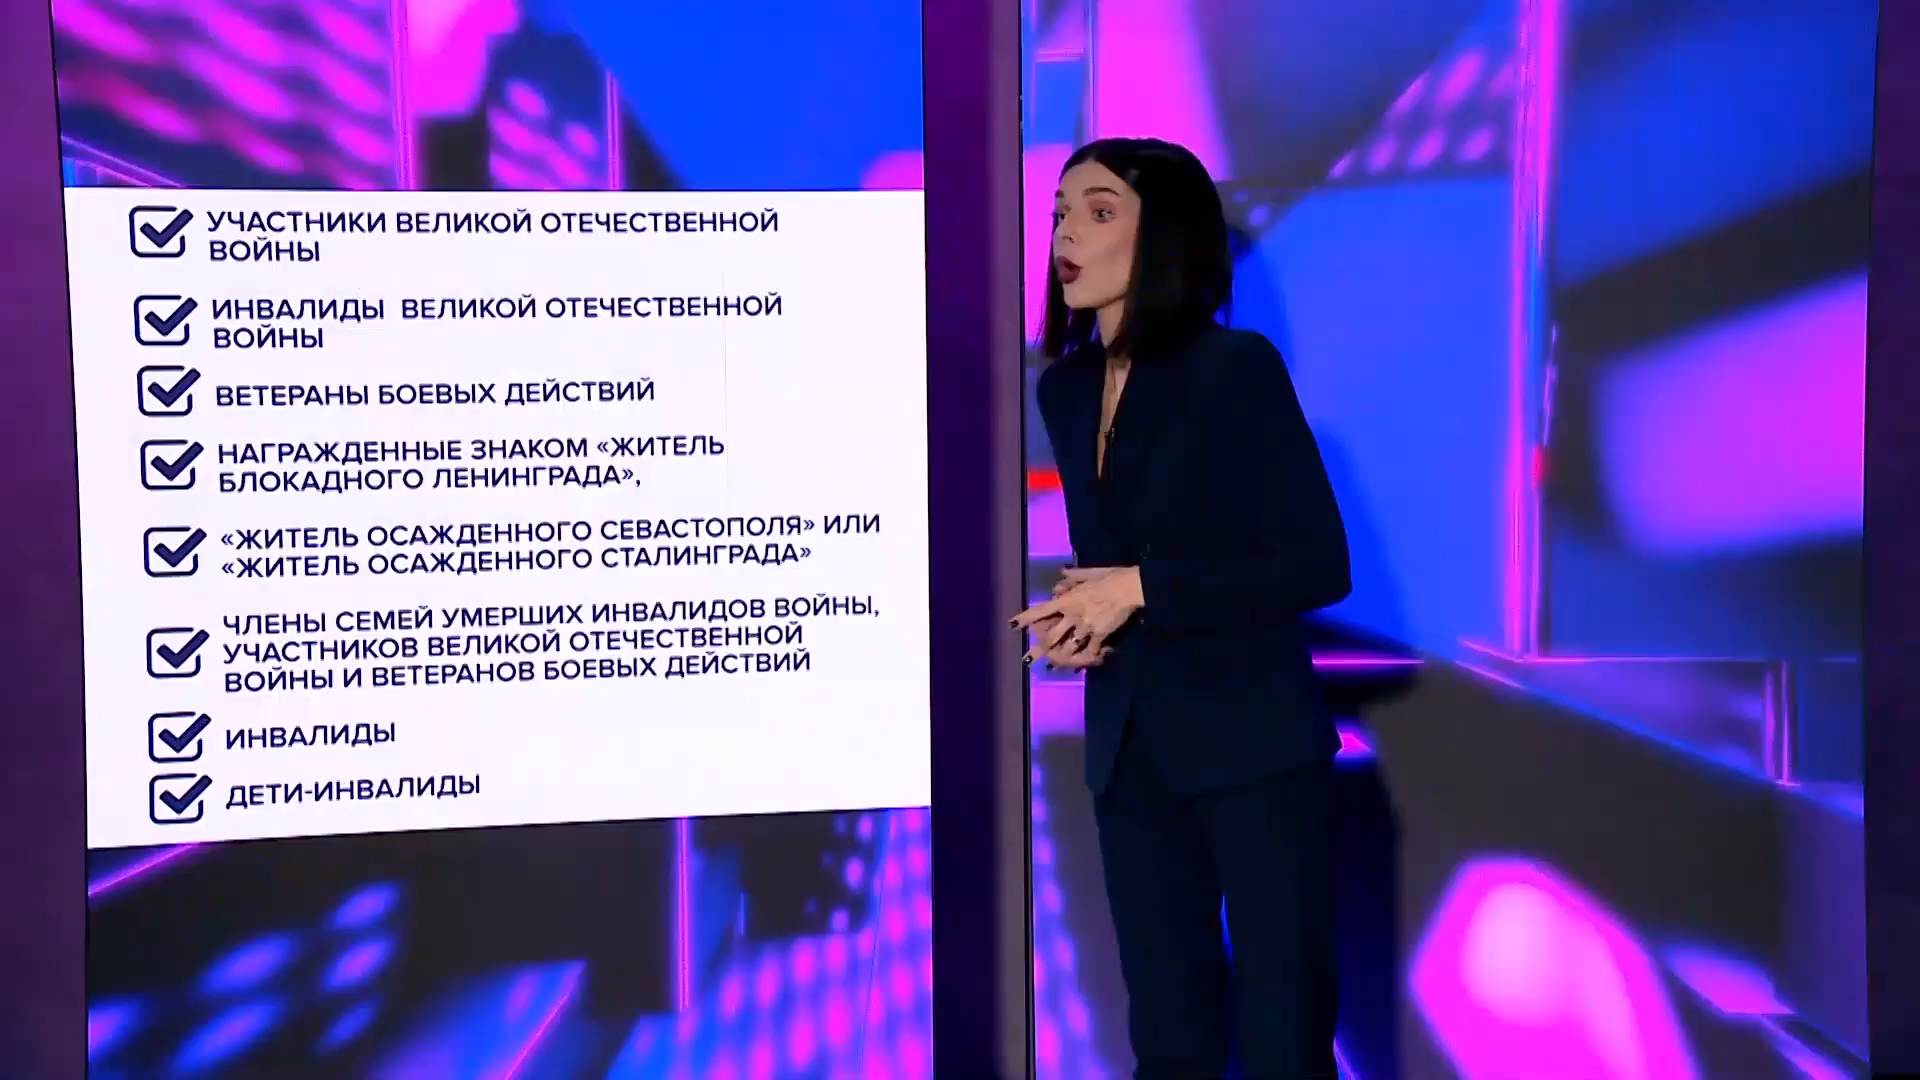 УЧАСТНИКИ ВЕЛИКОЙ ОТЕЧЕСТВЕННОЙ
ВОЙНЫ
ИНВАЛИДЫ ВЕЛИКОЙ ОТЕЧЕСТВЕННОЙ
ВОЙНЫ
ВЕТЕРАНЫ БОЕВЫХ ДЕЙСТВИЙ
НАГРАЖДЕННЫЕ ЗНАКОМ «ЖИТЕЛЬ
БЛОКАДНОГО ЛЕНИНГРАДА»,
«ЖИТЕЛЬ ОСАЖДЕННОГО СЕВАСТОПОЛЯ» ИЛИ
«ЖИТЕЛЬ ОСАЖДЕННОГО СТАЛИНГРАДА»
ЧЛЕНЫ СЕМЕЙ УМЕРШИХ ИНВАЛИДОВ ВОЙНЫ,
УЧАСТНИКОВ ВЕЛИКОЙ ОТЕЧЕСТВЕННОЙ
ВОЙНЫ И ВЕТЕРАНОВ БОЕВЫХ ДЕЙСТВИЙ
ИНВАЛИДЫ
ДЕТИ-ИНВАЛИДЫ